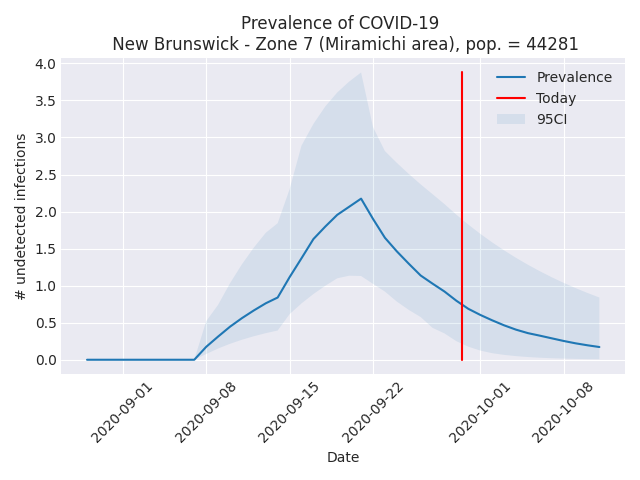 Prevalence of COVID-19
New Brunswick - Zone 7 (Miramichi area), pop. = 44281
4.0
3.5
3.0
2.5
2.0
1.5
1.0
0.5
0.0
# undetected infections
Prevalence
Today
95CI
2020-09-01
2020-09-08
2020-09-15
2020-09-22
2020-10-01
2020-10-08
Date